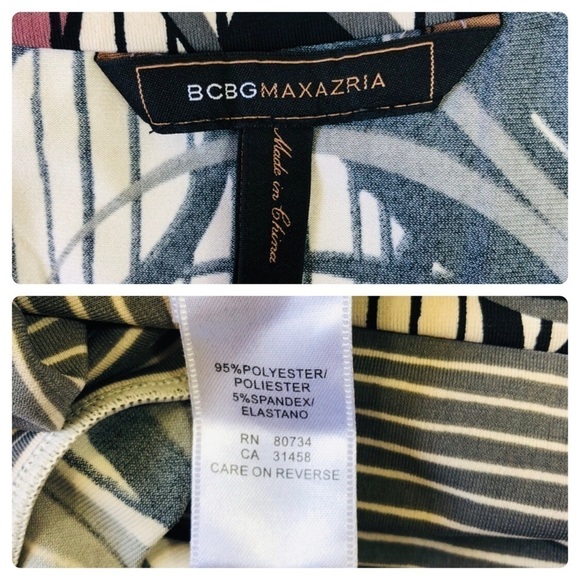 BCBGMAXAZRIA
Made in China
95%POLYESTER/
POLIESTER
5%SPANDEX/
ELASTANO
RN 80734
CA 31458
CARE ON REVERSE